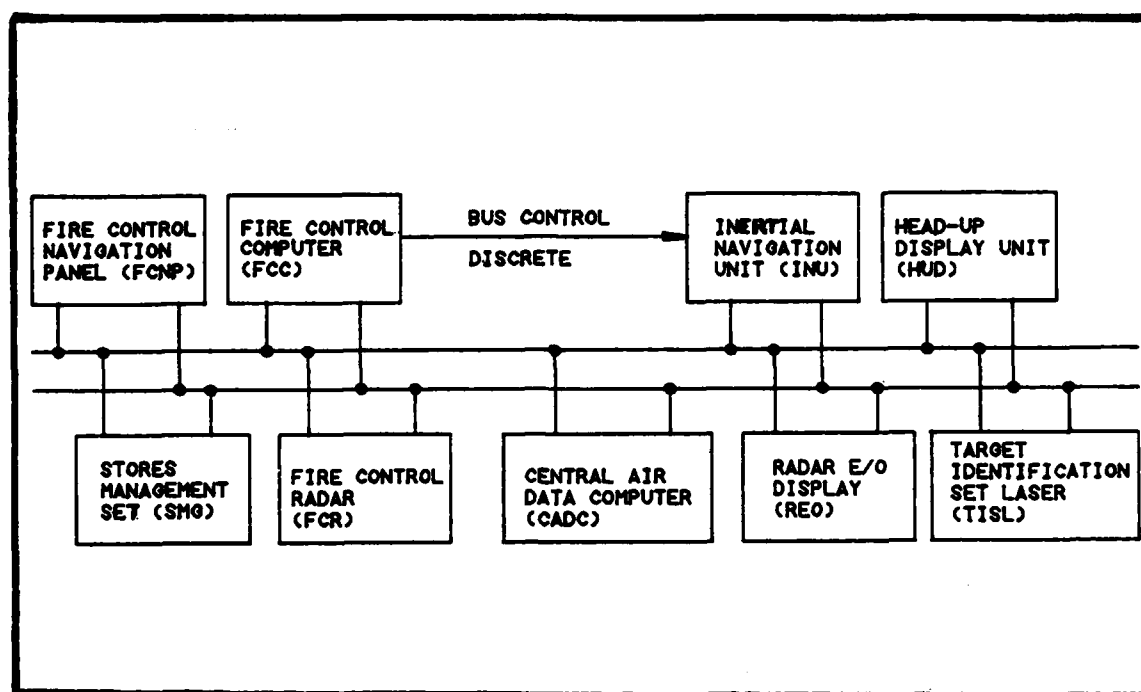 FIRE CONTROL
NAVIGATION
PANEL (FCNP)
FIRE CONTROL
COMPUTER
(FCC)
BUS CONTROL
DISCRETE
INERTIAL
NAVIGATION
UNIT (INU)
HEAD-UP
DISPLAY UNIT
(HUD)
STORES
MANAGEMENT
SET (SMG)
FIRE CONTROL
RADAR
(FCR)
CENTRAL AIR
DATA COMPUTER
(CADC)
RADAR E/O
DISPLAY
(REO)
TARGET
IDENTIFICATION
SET LASER
(TISL)